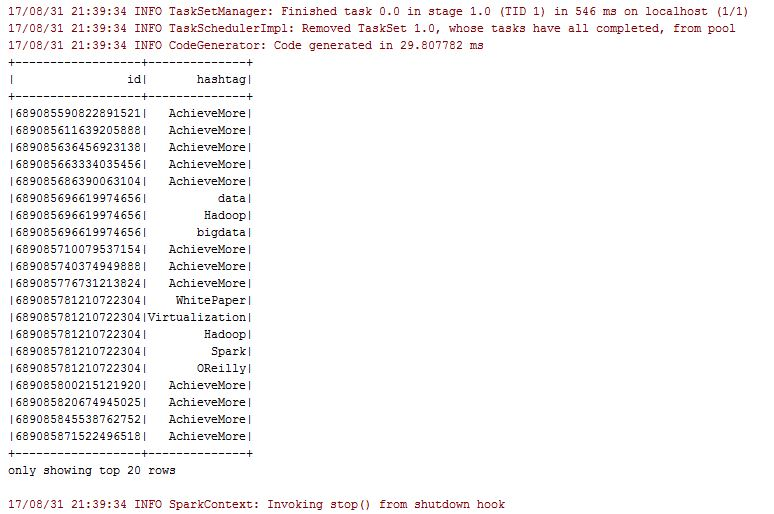 17/08/31 21:39:34 INFO TaskSetManager: Finished task 0.0 in stage 1.0 (TID 1) in 546 ms on localhost (1/1)
17/08/31 21:39:34 INFO TaskSchedulerImpl: Removed TaskSet 1.0, whose tasks have all completed, from pool
17/08/31 21:39:34 INFO CodeGenerator: Code generated in 29.807782 ms
+------------------+--------------+
|                id|       hashtag|
+------------------+--------------+
|689085590822891521|   AchieveMore|
|689085611639205888|   AchieveMore|
|689085636456923138|   AchieveMore|
|689085663334035456|   AchieveMore|
|689085686390063104|   AchieveMore|
|689085696619974656|          data|
|689085696619974656|        Hadoop|
|689085696619974656|       bigdata|
|689085710079537154|   AchieveMore|
|689085740374949888|   AchieveMore|
|689085776731213824|   AchieveMore|
|689085781210722304|    WhitePaper|
|689085781210722304|Virtualization|
|689085781210722304|        Hadoop|
|689085781210722304|         Spark|
|689085781210722304|       OReilly|
|689085800215121920|   AchieveMore|
|689085820674945025|   AchieveMore|
|689085845538762752|   AchieveMore|
|689085871522496518|   AchieveMore|
+------------------+--------------+
only showing top 20 rows
17/08/31 21:39:34 INFO SparkContext: Invoking stop() from shutdown hook